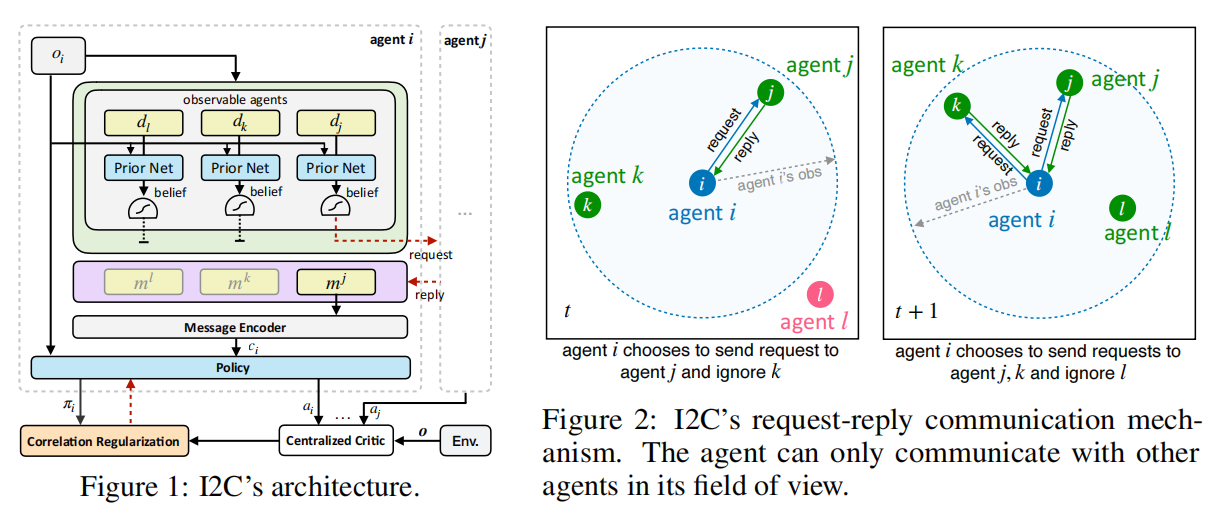 agent i
agent j
o_i
observable agents
d_l
d_k
d_j
Prior Net
Prior Net
Prior Net
belief
belief
belief
...
request
m^l
m^k
m^j
reply
Message Encoder
c_i
Policy
π_i
a_i
...
a_j
Correlation Regularization
Centralized Critic
o
Env.
Figure 1: I2C's architecture.
agent j
j
request
reply
agent i's obs
agent k
k
i
agent i
l
agent l
t
agent i chooses to send request to
agent j and ignore k
agent k
agent j
j
k
reply
request
request
reply
agent i's obs
i
agent i
l
agent l
t + 1
agent i chooses to send requests to
agent j, k and ignore l
Figure 2: I2C's request-reply communication mech-
anism. The agent can only communicate with other
agents in its field of view.